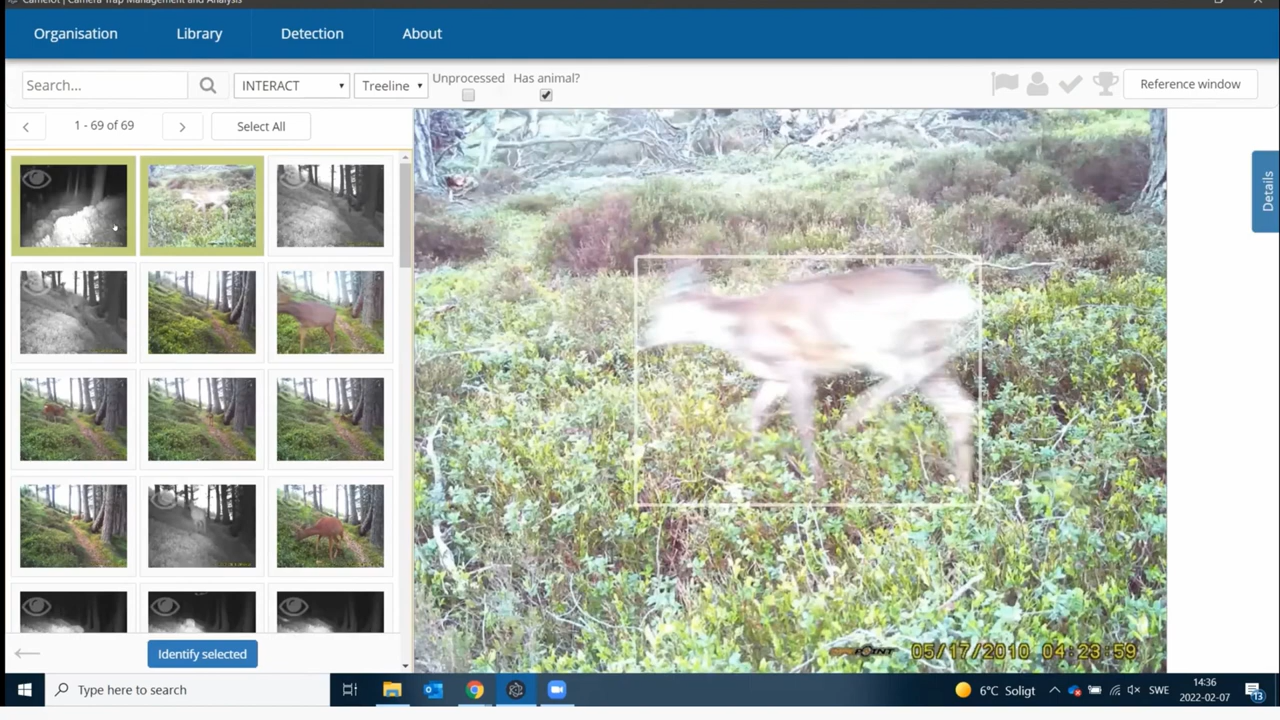 Camelot | Camera Trap Management and Analysis
Organisation Library Detection About
Search... INTERACT Treeline Unprocessed Has animal? Reference window
1 - 69 of 69 Select All
Details
Identify selected
05/17/2010 04:23:59
Type here to search 6°C Soligt SWE 14:36
2022-02-07
13